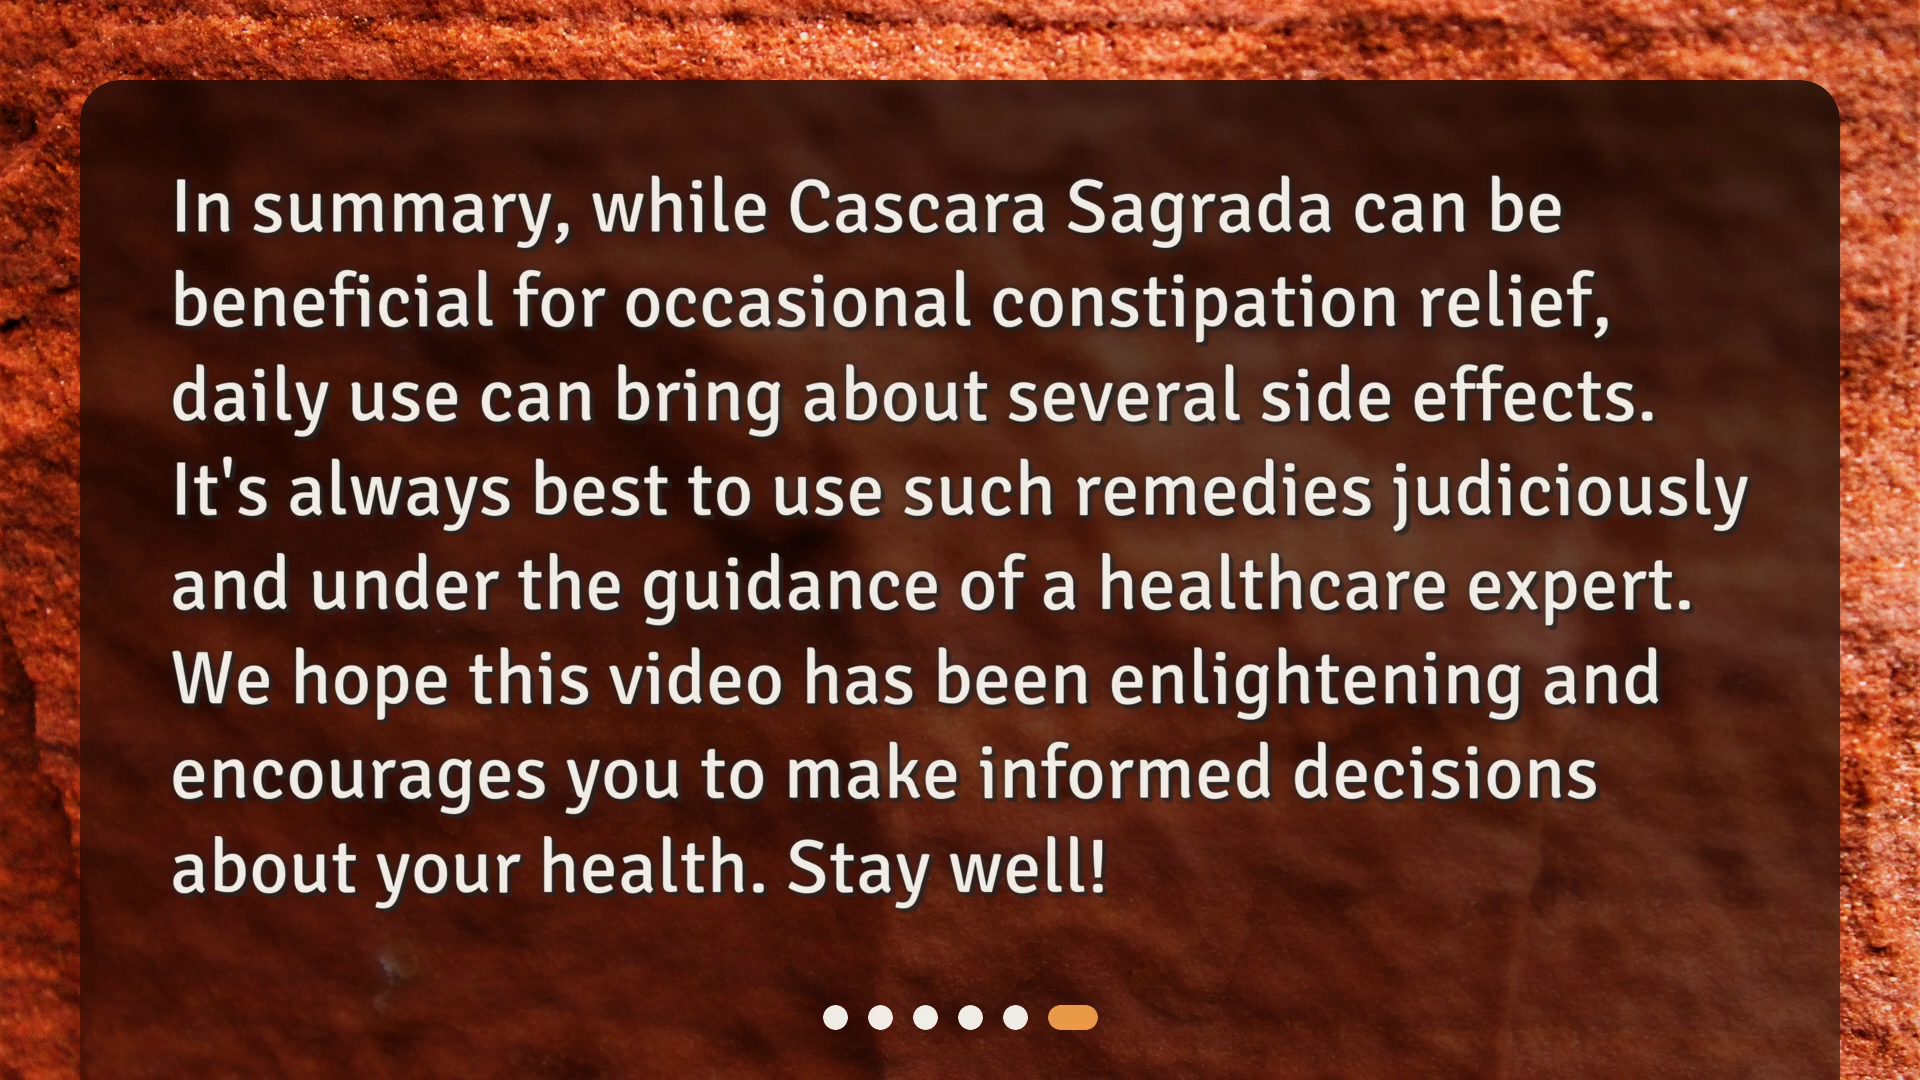 In summary, while Cascara Sagrada can be
beneficial for occasional constipation relief,
daily use can bring about several side effects.
It's always best to use such remedies judiciously
and under the guidance of a healthcare expert.
We hope this video has been enlightening and
encourages you to make informed decisions
about your health. Stay well!